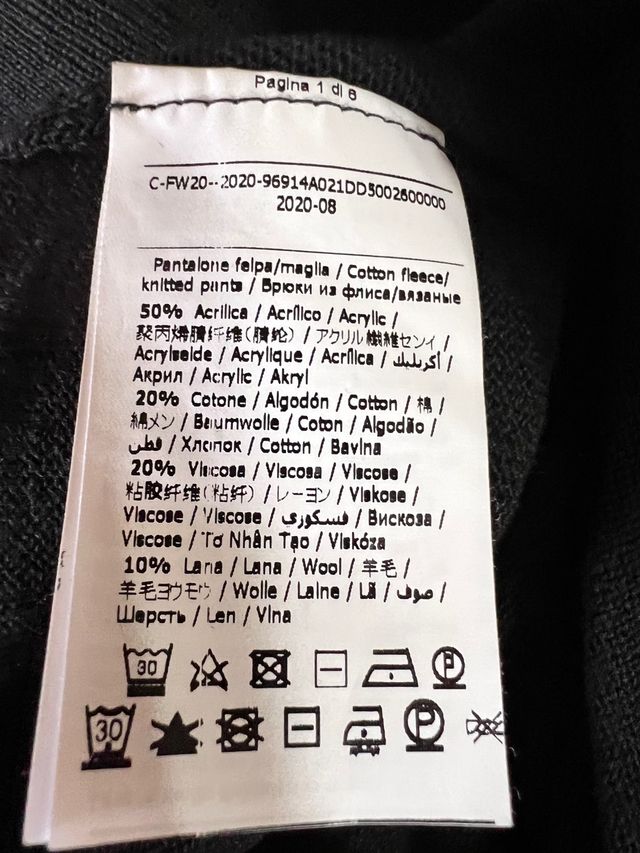 Pagina 1 di 6
C-FW20--2020-96914A021DD5002600000
2020-08
Pantalone felpa/maglia / Cotton fleece/
knitted pants / Брюки из флиса/вязаные
50% Acrilica / Acrílico / Acrylic /
聚丙烯腈纤维(腈纶) / アクリル繊維センイ /
Acrylseide / Acrylique / Acrílica / أكريليك /
Акрил / Acrylic / Akryl
20% Cotone / Algodón / Cotton / 棉 /
綿メン / Baumwolle / Coton / Algodão /
قطن / Хлопок / Cotton / Bavlna
20% Viscosa / Viscosa / Viscose /
粘胶纤维(粘纤) / レーヨン / Viskose /
Viscose / Viscose / فسكوزي / Вискоза /
Viscose / Tơ Nhân Tạo / Viskóza
10% Lana / Lana / Wool / 羊毛 /
羊毛ヨウモウ / Wolle / Laine / Lã / صوف /
Шерсть / Len / Vlna
30 P
30 P